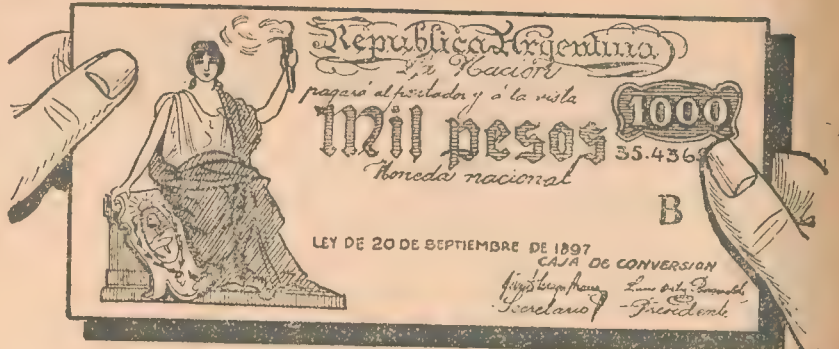 República Argentina
La Nación
pagará al portador y á la vista
1000
Mil pesos
35.436
Moneda nacional
B
LEY DE 20 DE SEPTIEMBRE DE 1897
CAJA DE CONVERSION
Secretario Presidente